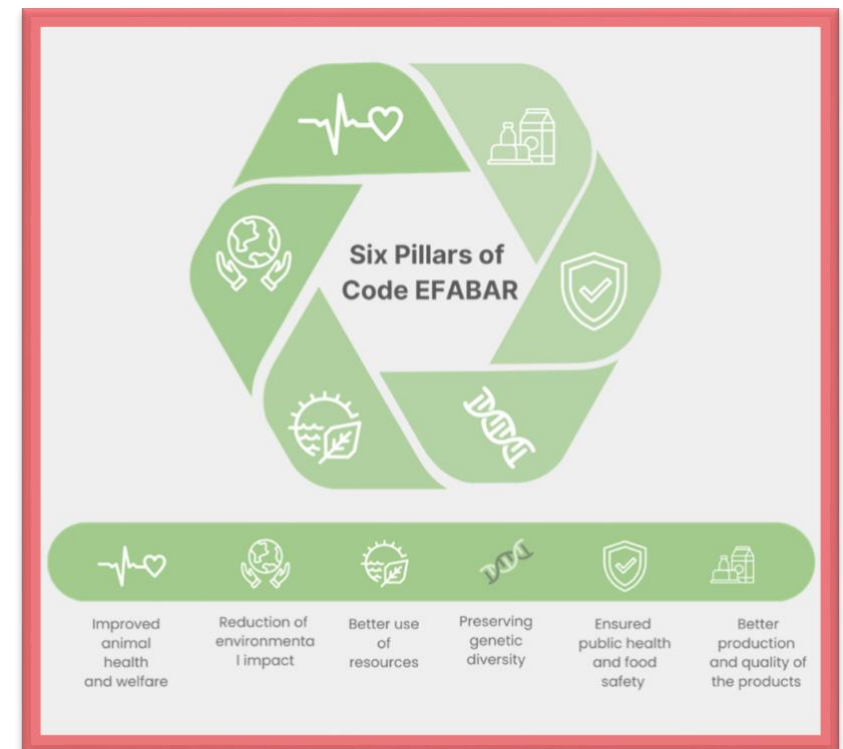 Six Pillars of
Code EFABAR
Improved
animal
health
and welfare
Reduction of
environmenta
l impact
Better use
of
resources
Preserving
genetic
diversity
Ensured
public health
and food
safety
Better
production
and quality of
the products